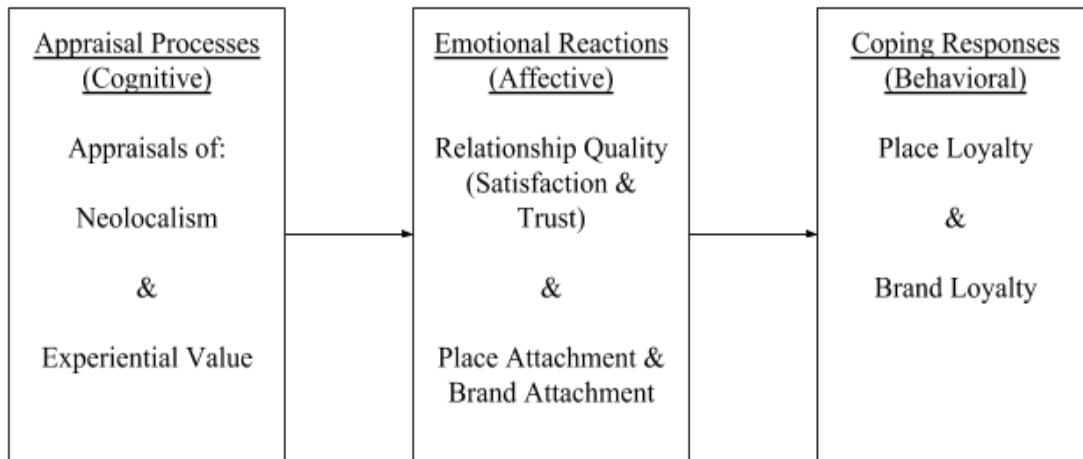 Appraisal Processes
(Cognitive)
Appraisals of:
Neolocalism
&
Experiential Value
Emotional Reactions
(Affective)
Relationship Quality
(Satisfaction &
Trust)
&
Place Attachment &
Brand Attachment
Coping Responses
(Behavioral)
Place Loyalty
&
Brand Loyalty